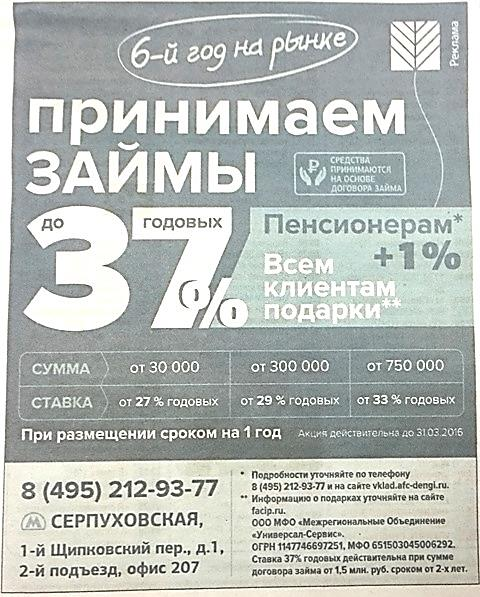 6-й год на рынке
Реклама
принимаем
ЗАЙМЫ
СРЕДСТВА
ПРИНИМАЮТСЯ
НА ОСНОВЕ
ДОГОВОРА ЗАЙМА
до 37% годовых
Пенсионерам*
+1%
Всем
клиентам
подарки**
СУММА от 30 000 от 300 000 от 750 000
СТАВКА от 27 % годовых от 29 % годовых от 33 % годовых
При размещении сроком на 1 год Акция действительна до 31.03.2016
8 (495) 212-93-77
М СЕРПУХОВСКАЯ,
1-й Щипковский пер., д.1,
2-й подъезд, офис 207
* Подробности уточняйте по телефону
8 (495) 212-93-77 и на сайте vklad.afc-dengi.ru.
** Информацию о подарках уточняйте на сайте
facip.ru.
ООО МФО «Межрегиональные Объединение
«Универсал-Сервис».
ОГРН 1147746697251, МФО 651503045006292.
Ставка 37% годовых действительна при сумме
договора займа от 1,5 млн. руб. сроком от 2-х лет.